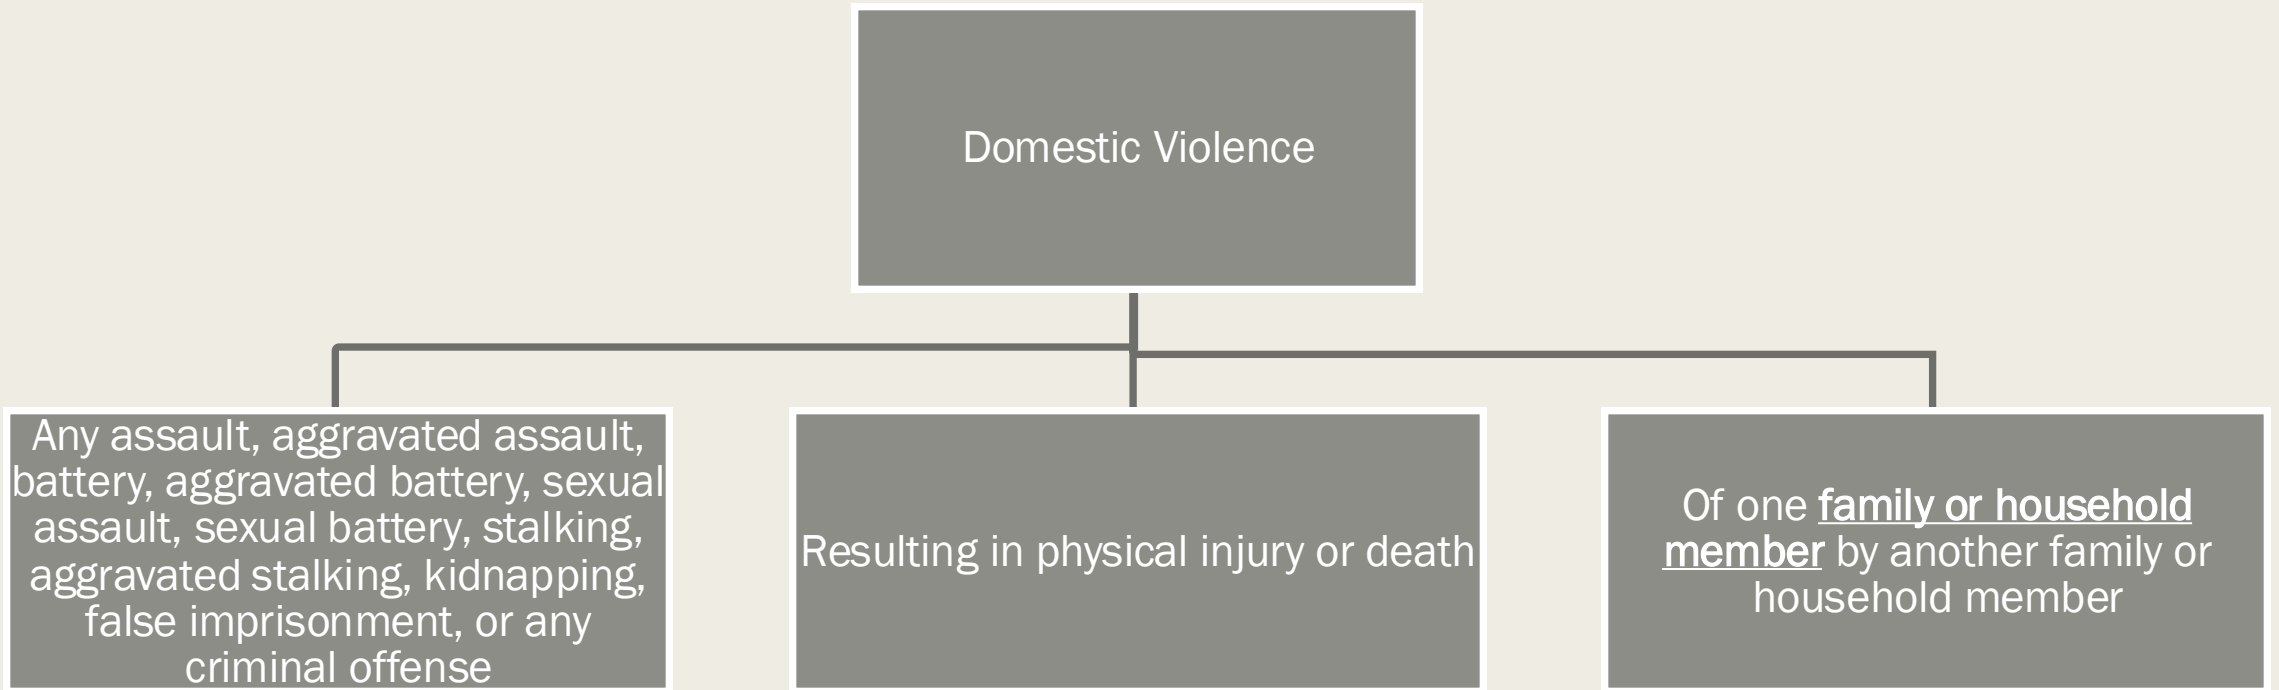 Domestic Violence
Any assault, aggravated assault,
battery, aggravated battery, sexual
assault, sexual battery, stalking,
aggravated stalking, kidnapping,
false imprisonment, or any
criminal offense
Resulting in physical injury or death
Of one family or household
member by another family or
household member